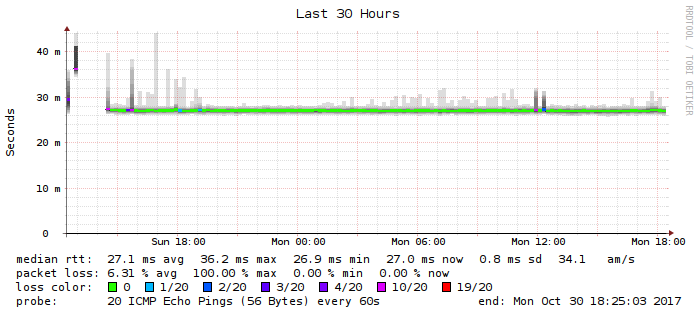 Last 30 Hours
RRDTOOL / TOBI OETIKER
Seconds
40 m
30 m
20 m
10 m
0
Sun 18:00 Mon 00:00 Mon 06:00 Mon 12:00 Mon 18:00
median rtt: 27.1 ms avg 36.2 ms max 26.9 ms min 27.0 ms now 0.8 ms sd 34.1 am/s
packet loss: 6.31 % avg 100.00 % max 0.00 % min 0.00 % now
loss color: 0 1/20 2/20 3/20 4/20 10/20 19/20
probe: 20 ICMP Echo Pings (56 Bytes) every 60s end: Mon Oct 30 18:25:03 2017